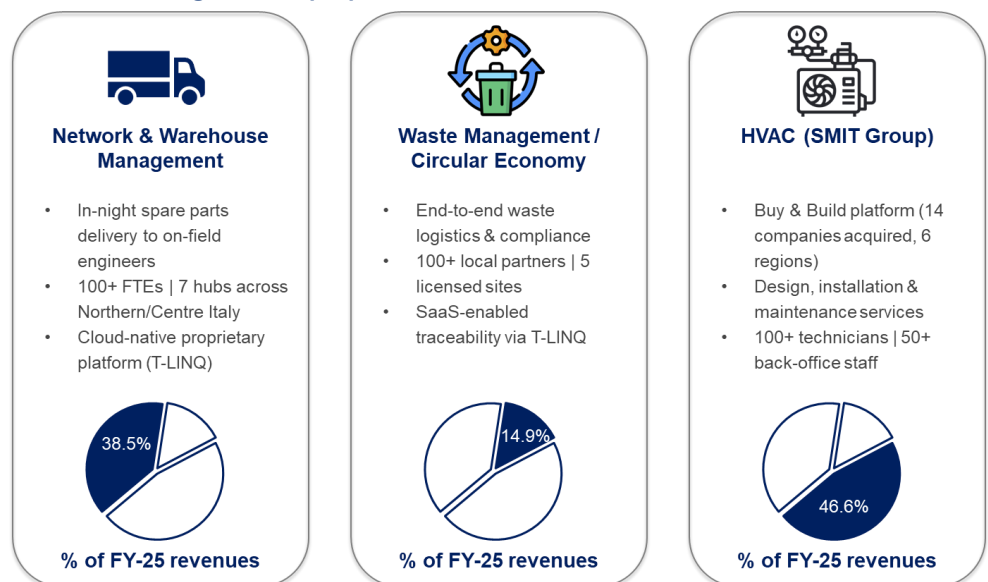 Network & Warehouse
Management
• In-night spare parts
delivery to on-field
engineers
• 100+ FTEs | 7 hubs across
Northern/Centre Italy
• Cloud-native proprietary
platform (T-LINQ)
38.5%
% of FY-25 revenues
Waste Management /
Circular Economy
• End-to-end waste
logistics & compliance
• 100+ local partners | 5
licensed sites
• SaaS-enabled
traceability via T-LINQ
14.9%
% of FY-25 revenues
HVAC (SMIT Group)
• Buy & Build platform (14
companies acquired, 6
regions)
• Design, installation &
maintenance services
• 100+ technicians | 50+
back-office staff
46.6%
% of FY-25 revenues